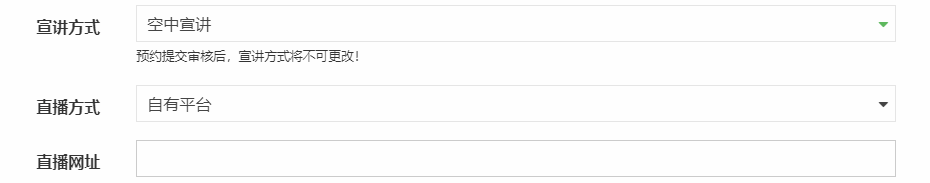 宣讲方式
空中宣讲
预约提交审核后，宣讲方式将不可更改！
直播方式
自有平台
直播网址